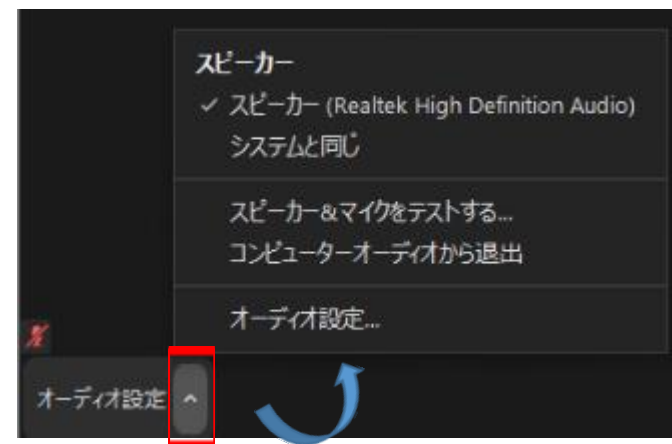 スピーカー
スピーカー (Realtek High Definition Audio)
システムと同じ
スピーカー&マイクをテストする...
コンピューターオーディオから退出
オーディオ設定...
オーディオ設定